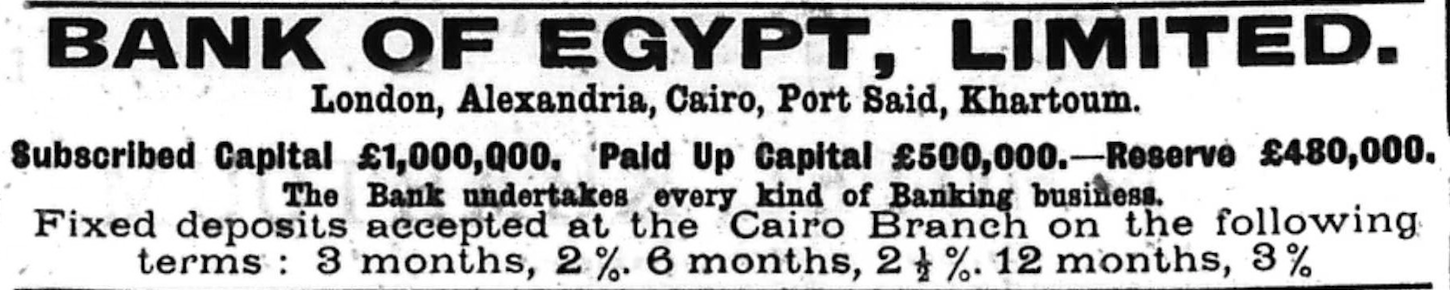 BANK OF EGYPT, LIMITED.
London, Alexandria, Cairo, Port Said, Khartoum.
Subscribed Capital £1,000,000. Paid Up Capital £500,000.—Reserve £480,000.
The Bank undertakes every kind of Banking business.
Fixed deposits accepted at the Cairo Branch on the following
terms : 3 months, 2 %. 6 months, 2 ½ %. 12 months, 3 %